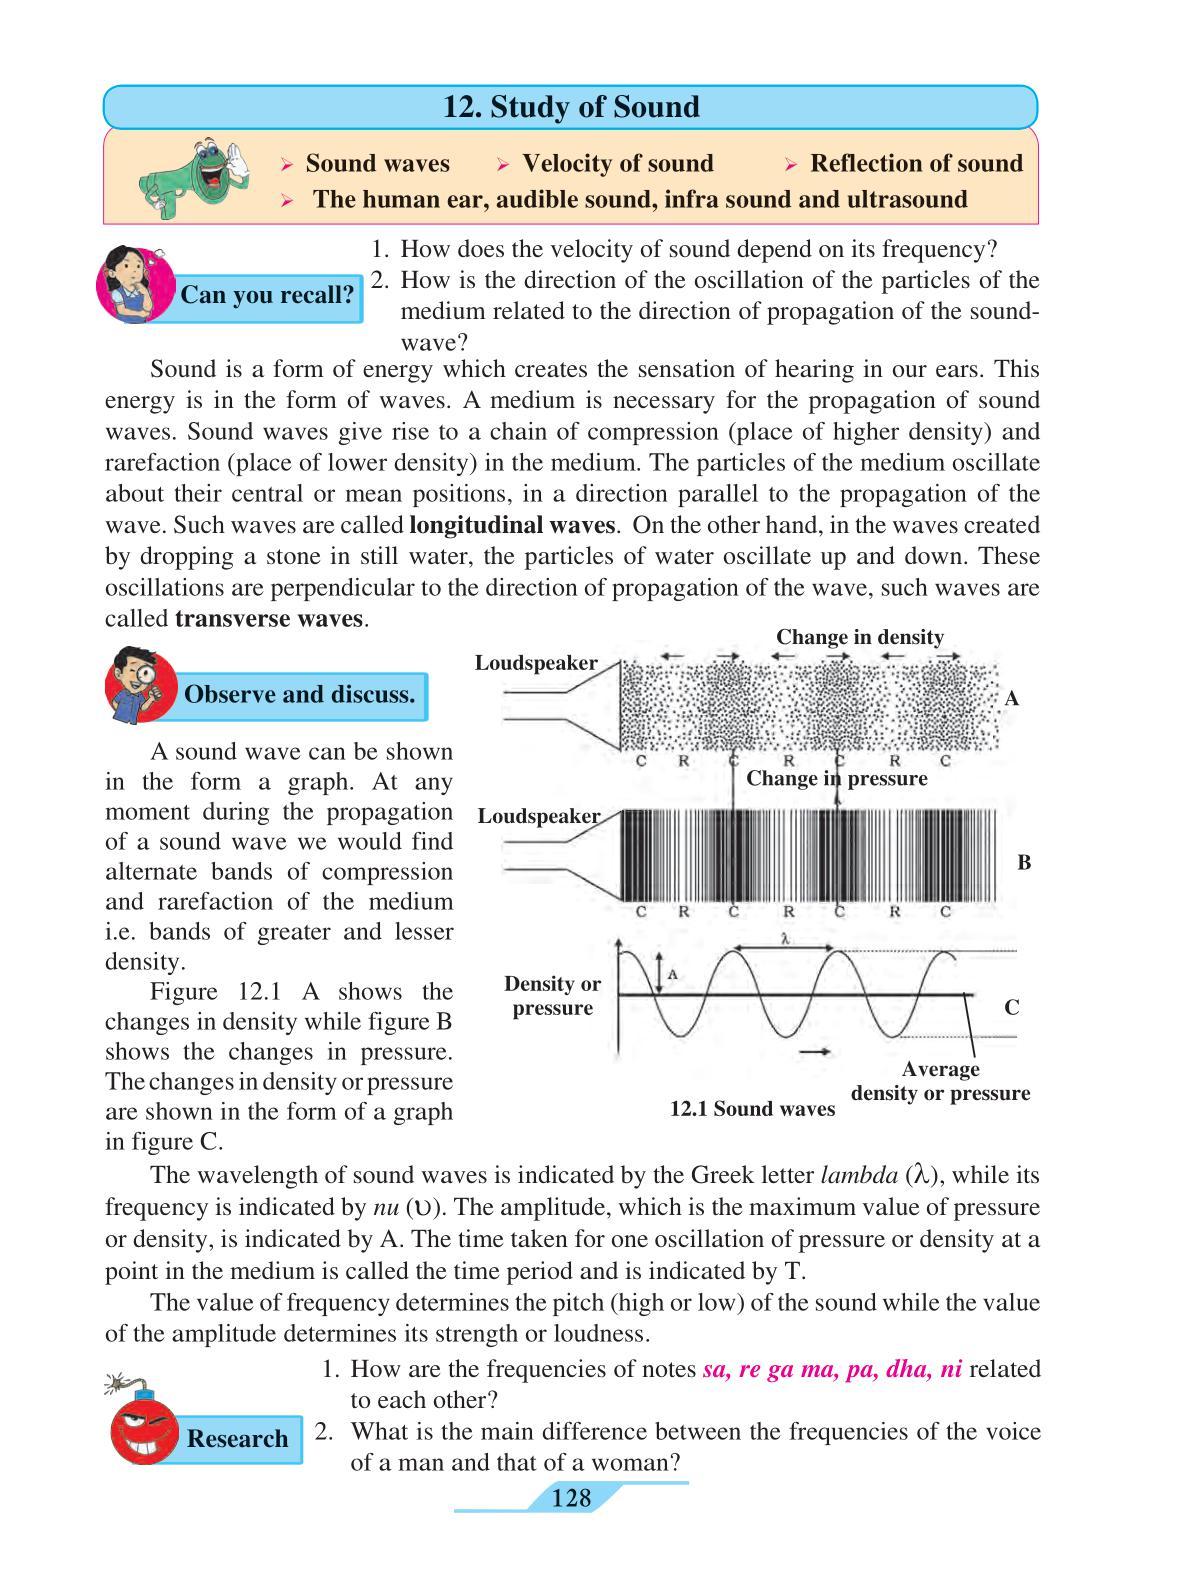 12. Study of Sound
➢ Sound waves ➢ Velocity of sound ➢ Reflection of sound
➢ The human ear, audible sound, infra sound and ultrasound
Can you recall?
1. How does the velocity of sound depend on its frequency?
2. How is the direction of the oscillation of the particles of the
medium related to the direction of propagation of the sound-
wave?
Sound is a form of energy which creates the sensation of hearing in our ears. This
energy is in the form of waves. A medium is necessary for the propagation of sound
waves. Sound waves give rise to a chain of compression (place of higher density) and
rarefaction (place of lower density) in the medium. The particles of the medium oscillate
about their central or mean positions, in a direction parallel to the propagation of the
wave. Such waves are called longitudinal waves. On the other hand, in the waves created
by dropping a stone in still water, the particles of water oscillate up and down. These
oscillations are perpendicular to the direction of propagation of the wave, such waves are
called transverse waves.
Observe and discuss.
A sound wave can be shown
in the form a graph. At any
moment during the propagation
of a sound wave we would find
alternate bands of compression
and rarefaction of the medium
i.e. bands of greater and lesser
density.
Figure 12.1 A shows the
changes in density while figure B
shows the changes in pressure.
The changes in density or pressure
are shown in the form of a graph
in figure C.
Change in density
Loudspeaker
A
C R C R C R C
Change in pressure
Loudspeaker
B
C R C R C R C
λ
A
Density or
pressure
C
Average
density or pressure
12.1 Sound waves
The wavelength of sound waves is indicated by the Greek letter lambda (λ), while its
frequency is indicated by nu (υ). The amplitude, which is the maximum value of pressure
or density, is indicated by A. The time taken for one oscillation of pressure or density at a
point in the medium is called the time period and is indicated by T.
The value of frequency determines the pitch (high or low) of the sound while the value
of the amplitude determines its strength or loudness.
Research
1. How are the frequencies of notes sa, re ga ma, pa, dha, ni related
to each other?
2. What is the main difference between the frequencies of the voice
of a man and that of a woman?
128